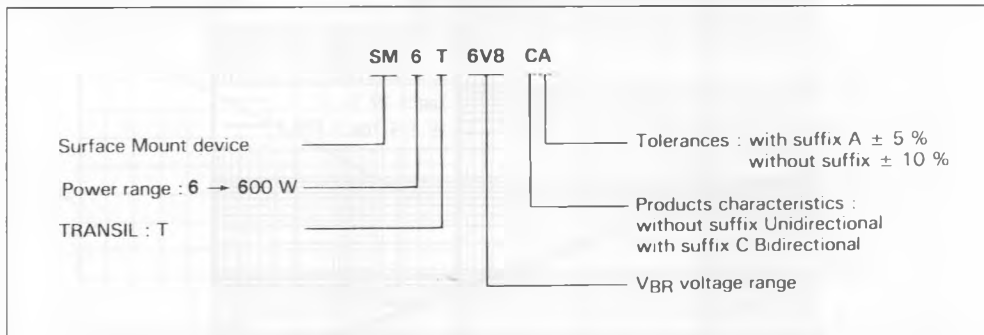 SM 6 T 6V8 CA
Surface Mount device
Power range : 6 → 600 W
TRANSIL : T
Tolerances : with suffix A ± 5 %
without suffix ± 10 %
Products characteristics :
without suffix Unidirectional
with suffix C Bidirectional
VBR voltage range